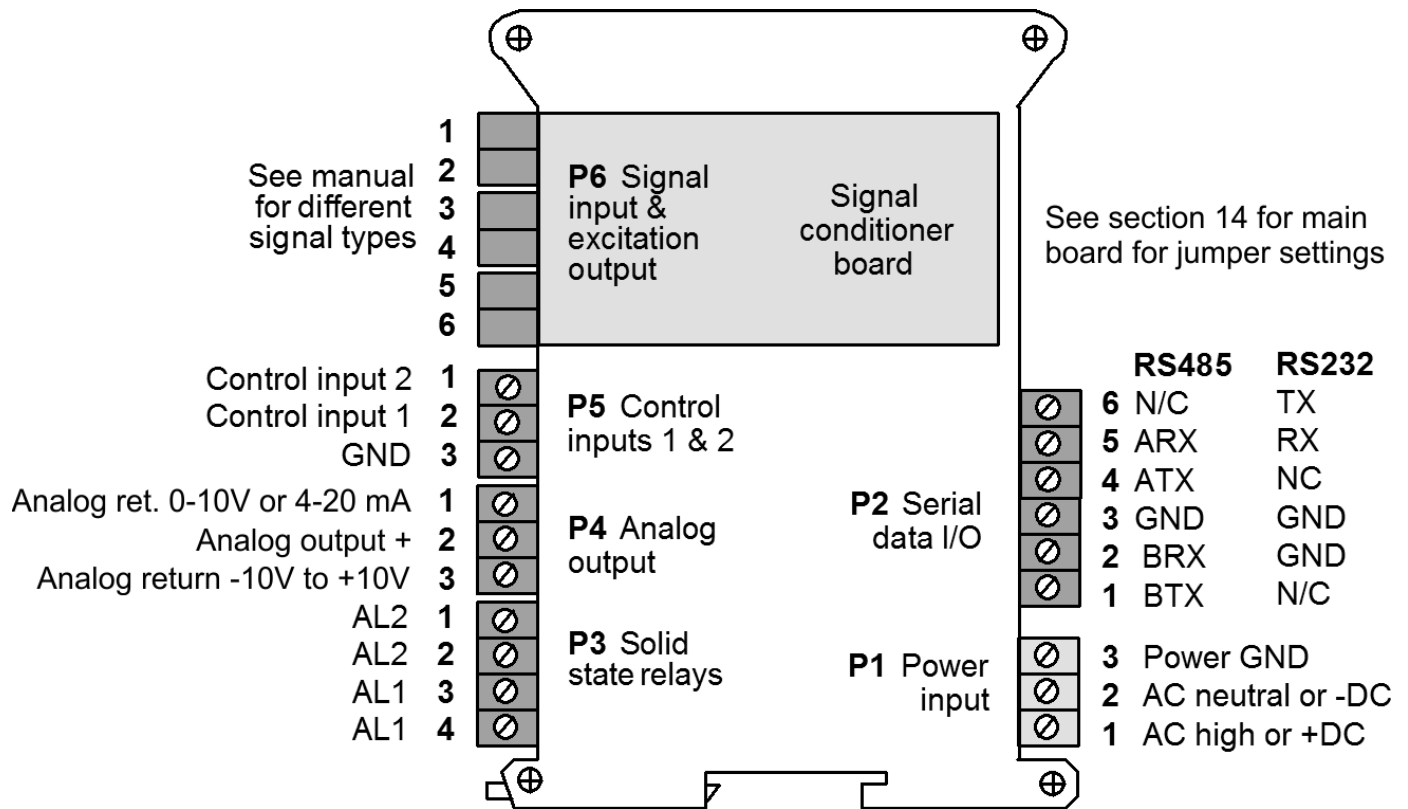 1
2
See manual
for different
signal types
3
4
5
6
P6 Signal
input &
excitation
output
Signal
conditioner
board
See section 14 for main
board for jumper settings
Control input 2 1
Control input 1 2
GND 3
P5 Control
inputs 1 & 2
Analog ret. 0-10V or 4-20 mA 1
Analog output + 2
Analog return -10V to +10V 3
P4 Analog
output
AL2 1
AL2 2
AL1 3
AL1 4
P3 Solid
state relays
P2 Serial
data I/O
RS485 RS232
6 N/C TX
5 ARX RX
4 ATX NC
3 GND GND
2 BRX GND
1 BTX N/C
P1 Power
input
3 Power GND
2 AC neutral or -DC
1 AC high or +DC